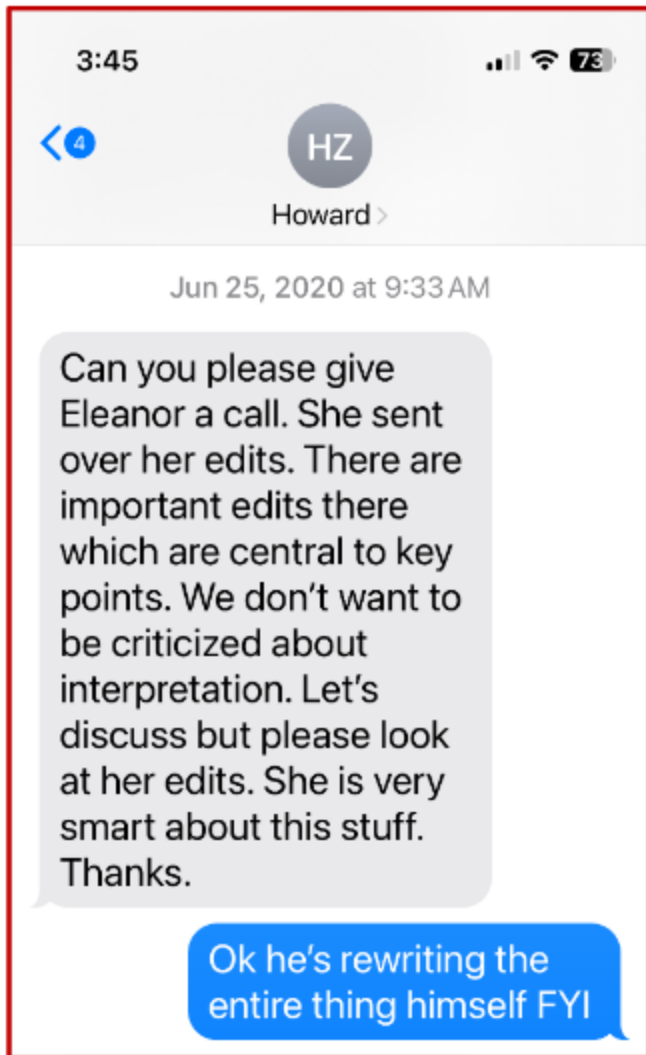 3:45
73
4
HZ
Howard
Jun 25, 2020 at 9:33 AM
Can you please give
Eleanor a call. She sent
over her edits. There are
important edits there
which are central to key
points. We don’t want to
be criticized about
interpretation. Let’s
discuss but please look
at her edits. She is very
smart about this stuff.
Thanks.
Ok he’s rewriting the
entire thing himself FYI